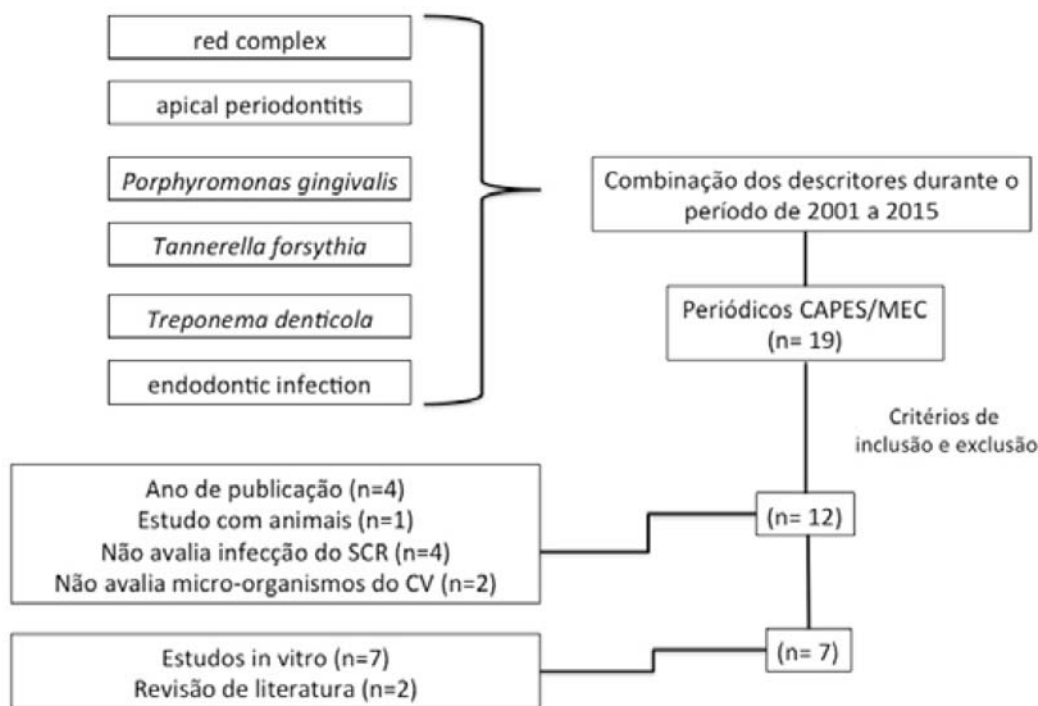 red complex
apical periodontitis
Porphyromonas gingivalis
Tannerella forsythia
Treponema denticola
endodontic infection
Combinação dos descritores durante o
período de 2001 a 2015
Periódicos CAPES/MEC
(n= 19)
Critérios de
inclusão e exclusão
Ano de publicação (n=4)
Estudo com animais (n=1)
Não avalia infecção do SCR (n=4)
Não avalia micro-organismos do CV (n=2)
(n= 12)
Estudos in vitro (n=7)
Revisão de literatura (n=2)
(n= 7)